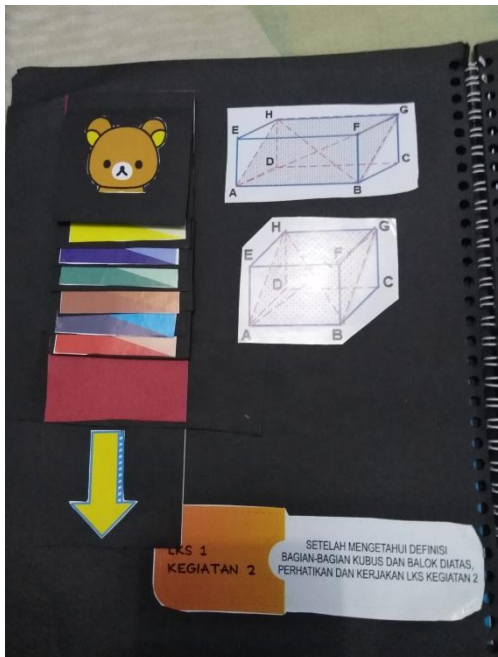 H
G
E
F
D
C
A
B
H
G
E
F
D
C
A
B
LKS 1
KEGIATAN 2
SETELAH MENGETAHUI DEFINISI
BAGIAN-BAGIAN KUBUS DAN BALOK DIATAS,
PERHATIKAN DAN KERJAKAN LKS KEGIATAN 2